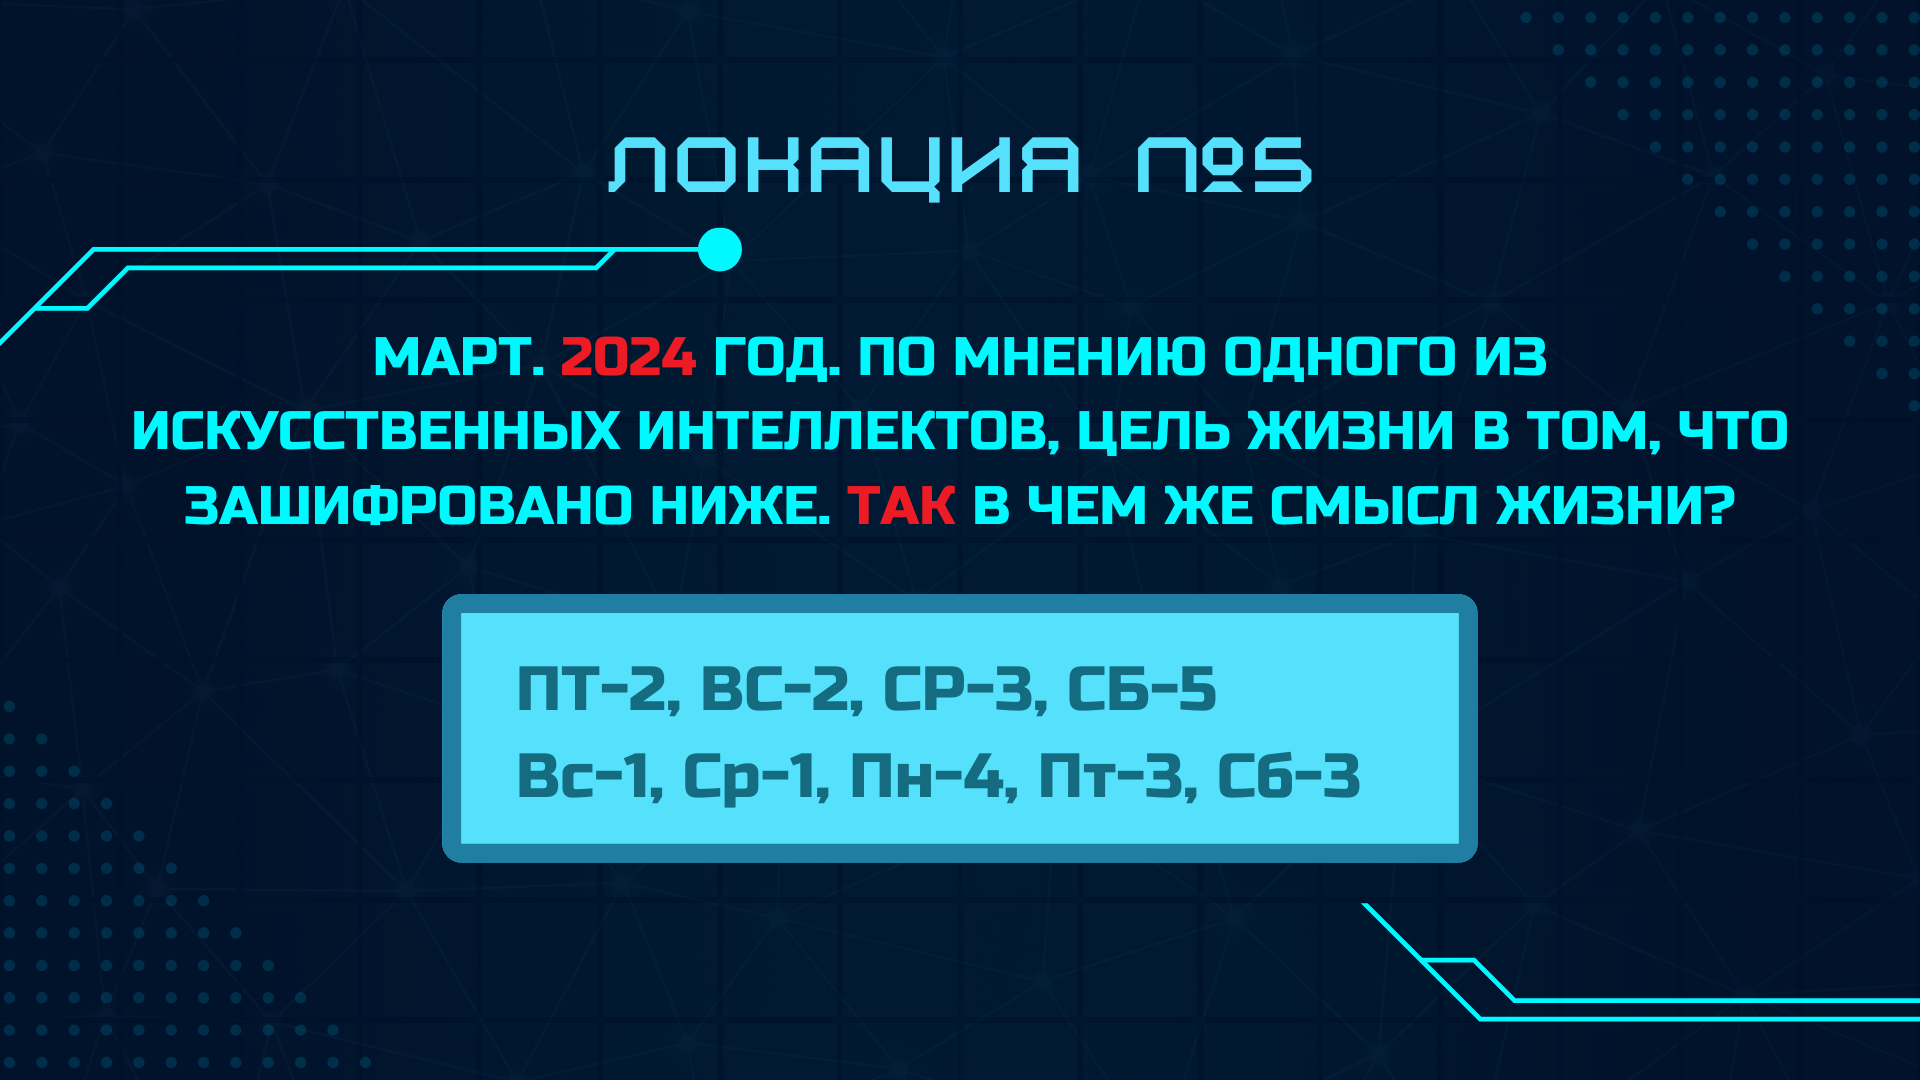 ЛОКАЦИЯ №5
МАРТ. 2024 ГОД. ПО МНЕНИЮ ОДНОГО ИЗ
ИСКУССТВЕННЫХ ИНТЕЛЛЕКТОВ, ЦЕЛЬ ЖИЗНИ В ТОМ, ЧТО
ЗАШИФРОВАНО НИЖЕ. ТАК В ЧЕМ ЖЕ СМЫСЛ ЖИЗНИ?
ПТ-2, ВС-2, СР-3, СБ-5
Вс-1, Ср-1, Пн-4, Пт-3, Сб-3